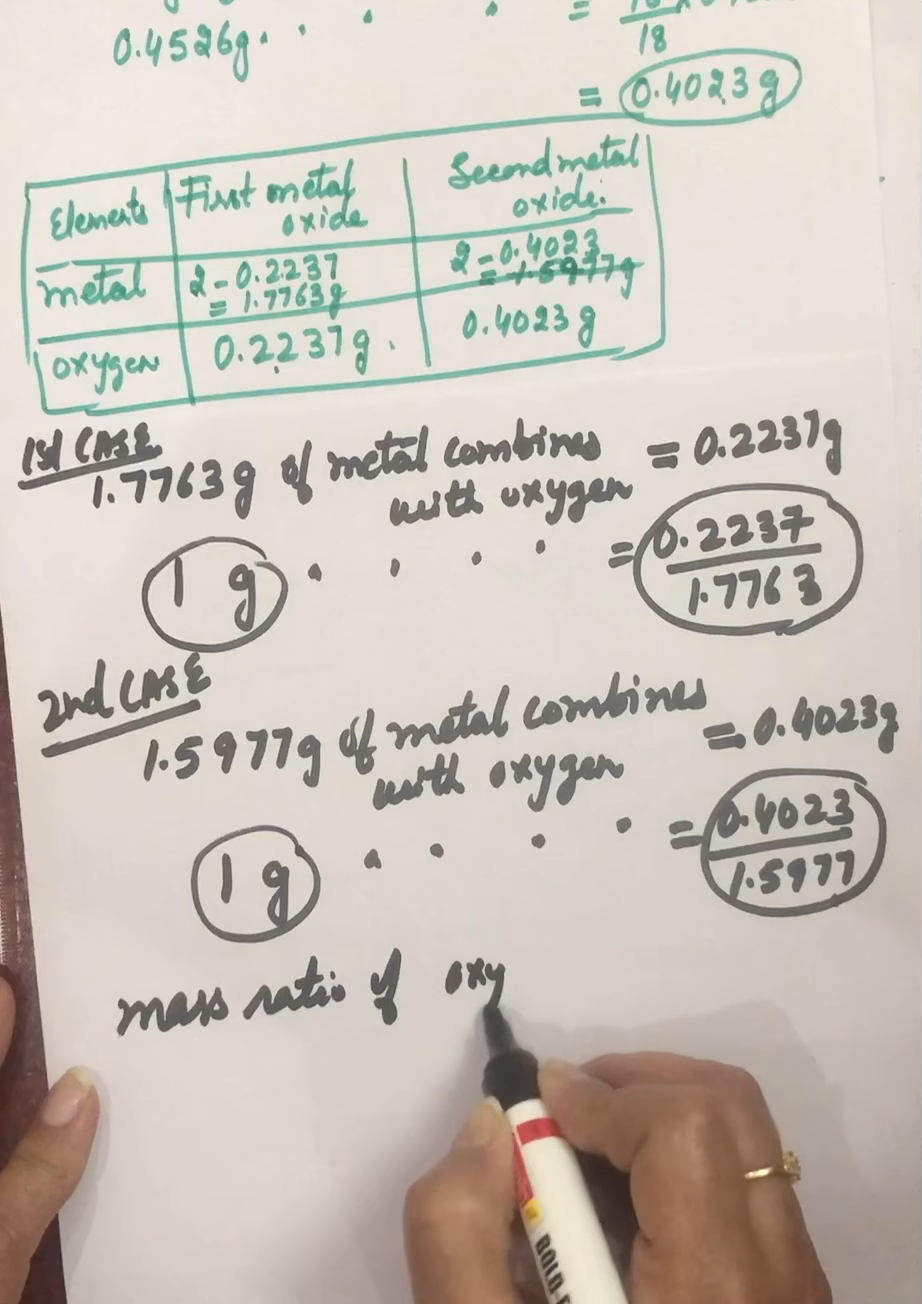 0.4526g. . . . =
18
= 0.4023g
Elements First metal oxide Second metal oxide.
metal 2 - 0.2237 = 1.7763g 2 - 0.4023 = 1.5977g
oxygen 0.2237g. 0.4023g
1st CASE
1.7763g of metal combines with oxygen = 0.2237g
1 g . . . . = 0.2237 / 1.7763
2nd CASE
1.5977g of metal combines with oxygen = 0.4023g
1 g . . . . = 0.4023 / 1.5977
mass ratio of oxy